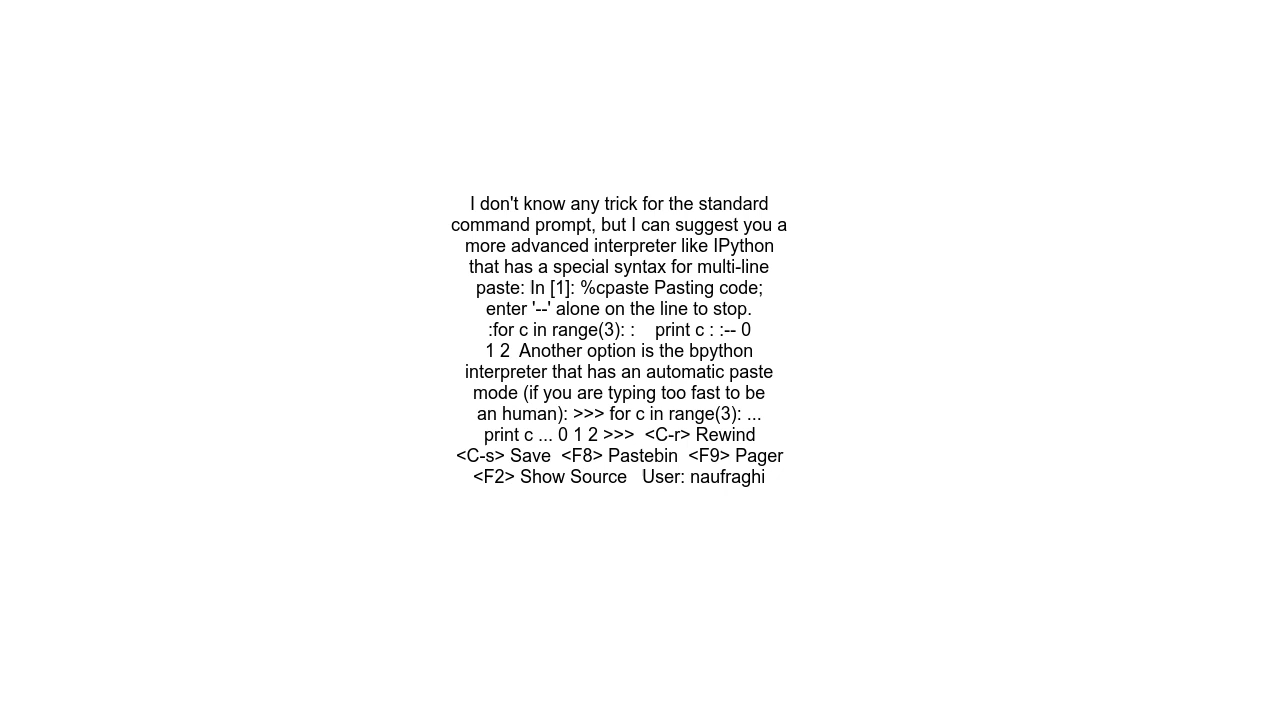 I don't know any trick for the standard
command prompt, but I can suggest you a
more advanced interpreter like IPython
that has a special syntax for multi-line
paste: In [1]: %cpaste Pasting code;
enter '--' alone on the line to stop.
:for c in range(3): :    print c : :-- 0
1 2  Another option is the bpython
interpreter that has an automatic paste
mode (if you are typing too fast to be
an human): >>> for c in range(3): ...
print c ... 0 1 2 >>>  <C-r> Rewind
<C-s> Save  <F8> Pastebin  <F9> Pager
<F2> Show Source   User: naufraghi